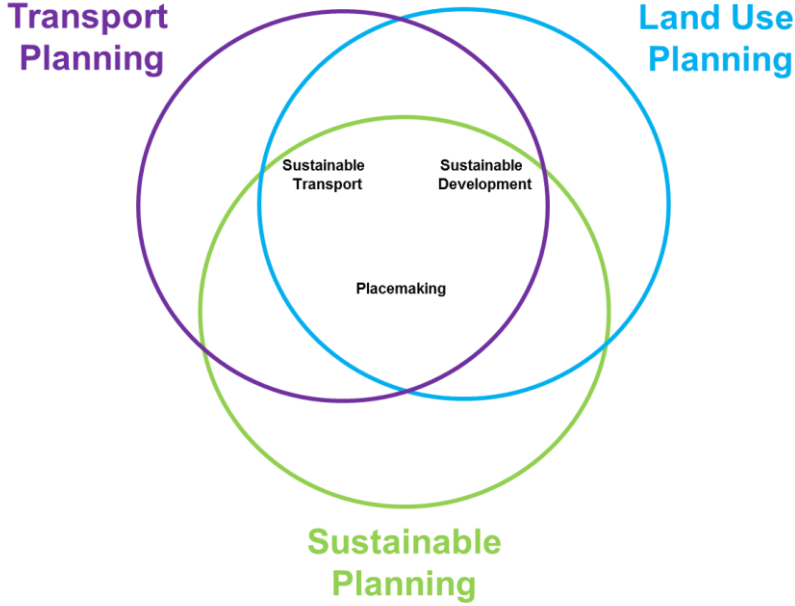 Transport
Planning
Land Use
Planning
Sustainable
Transport
Sustainable
Development
Placemaking
Sustainable
Planning